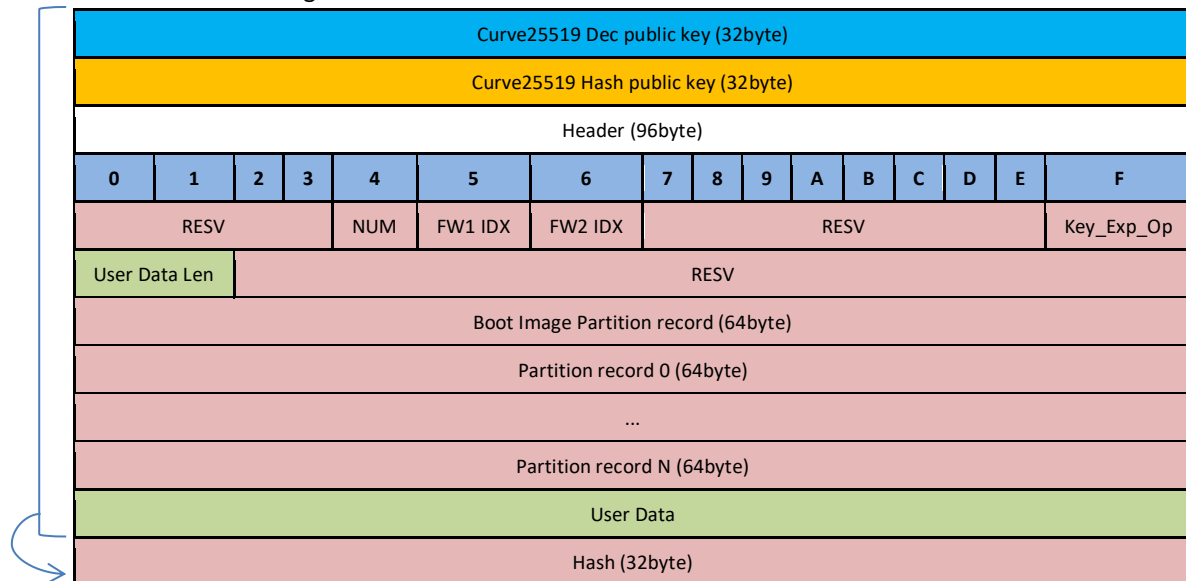 Curve25519 Dec public key (32byte)
Curve25519 Hash public key (32byte)
Header (96byte)
0 1 2 3 4 5 6 7 8 9 A B C D E F
RESV NUM FW1 IDX FW2 IDX RESV Key_Exp_Op
User Data Len RESV
Boot Image Partition record (64byte)
Partition record 0 (64byte)
...
Partition record N (64byte)
User Data
Hash (32byte)